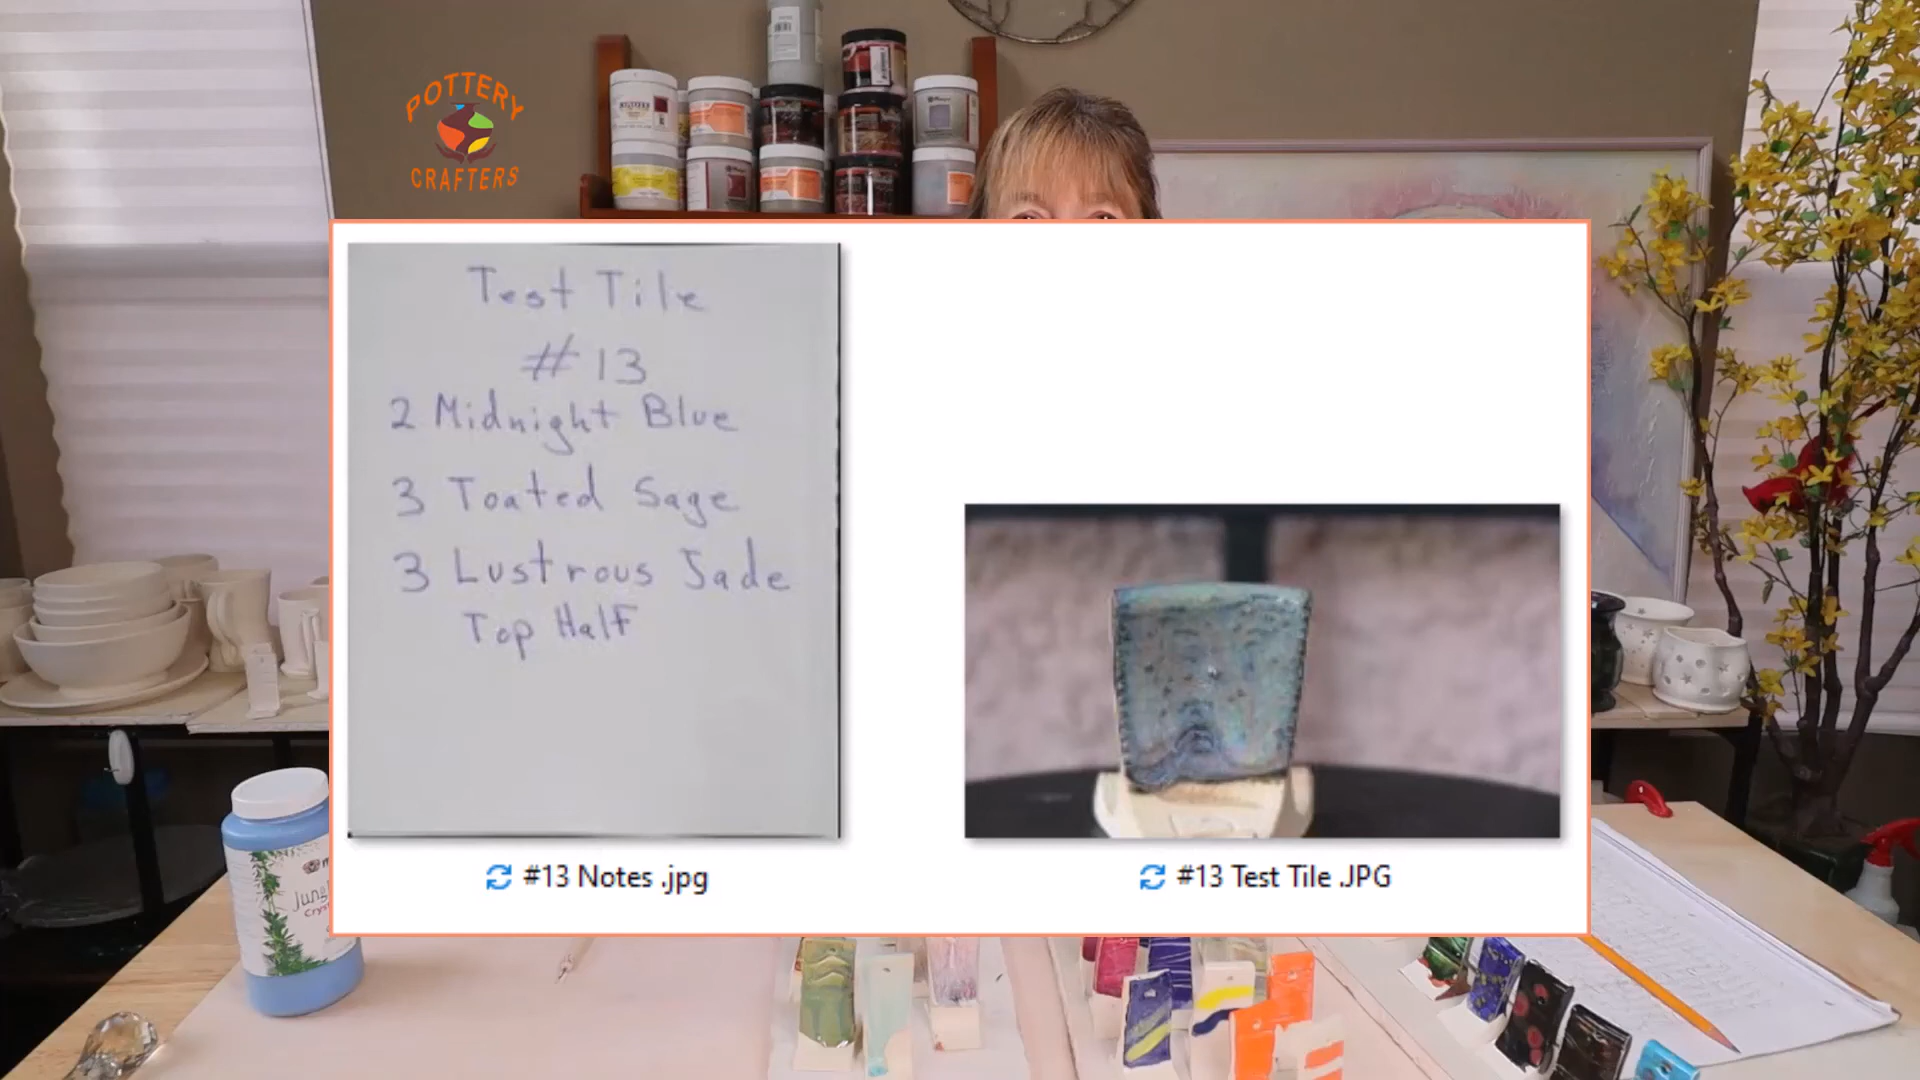 POTTERY
CRAFTERS
Test Tile
#13
2 Midnight Blue
3 Toated Sage
3 Lustrous Jade
Top Half
#13 Notes .jpg
#13 Test Tile .JPG